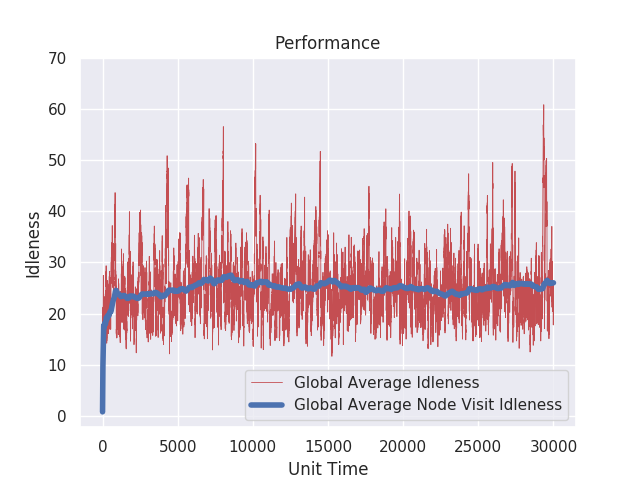 Performance
70
60
50
40
30
20
10
0
Idleness
Global Average Idleness
Global Average Node Visit Idleness
0 5000 10000 15000 20000 25000 30000
Unit Time